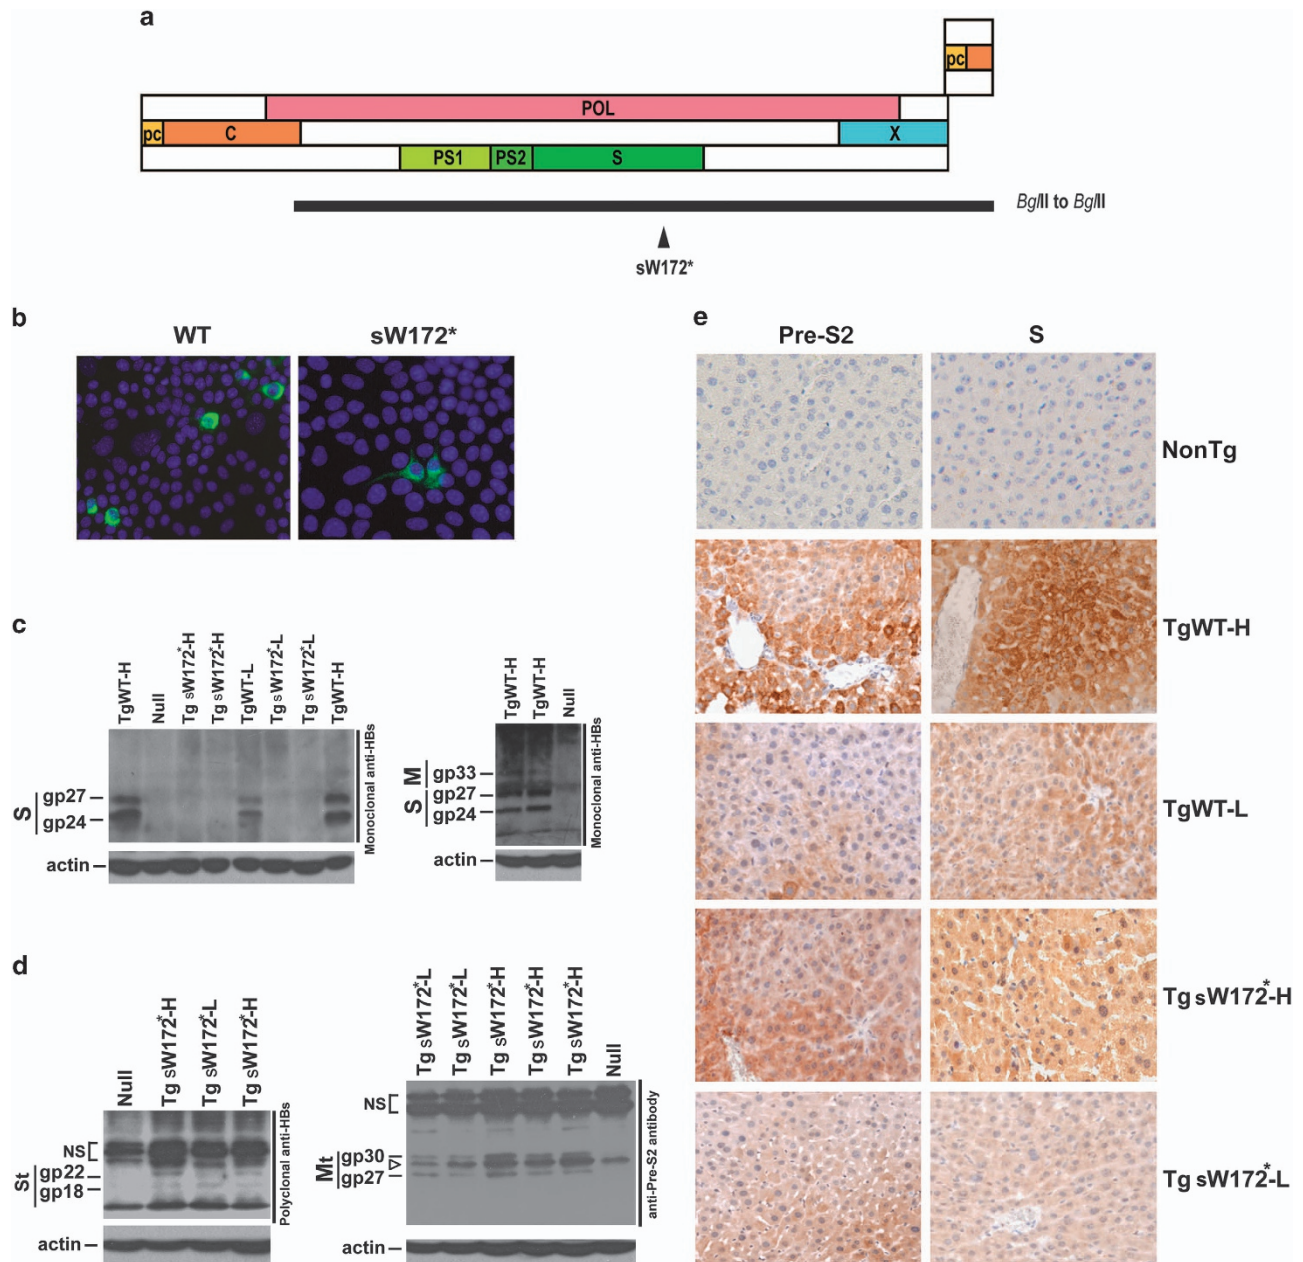 a
pc
POL
pc C X
PS1 PS2 S
BglII to BglII
sW172*
b
WT sW172*
c
TgWT-H
Null
Tg sW172*-H
Tg sW172*-H
TgWT-L
Tg sW172*-L
Tg sW172*-L
TgWT-H
S
gp27
gp24
actin
Monoclonal anti-HBs
TgWT-H
TgWT-H
Null
M
gp33
S
gp27
gp24
actin
Monoclonal anti-HBs
d
Null
Tg sW172*-H
Tg sW172*-L
Tg sW172*-H
NS
St
gp22
gp18
actin
Polyclonal anti-HBs
Tg sW172*-L
Tg sW172*-L
Tg sW172*-H
Tg sW172*-H
Tg sW172*-H
Null
NS
Mt
gp30
gp27
actin
anti-Pre-S2 antibody
e
Pre-S2 S
NonTg
TgWT-H
TgWT-L
Tg sW172*-H
Tg sW172*-L